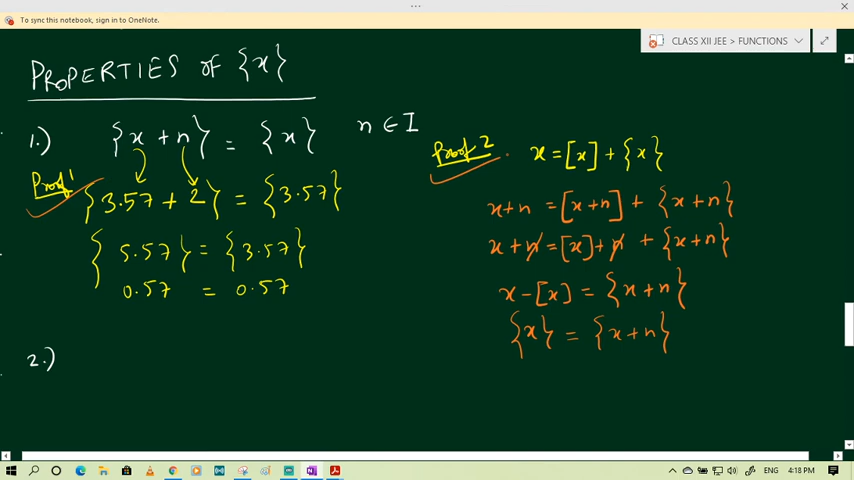 To sync this notebook, sign in to OneNote.
CLASS XII JEE > FUNCTIONS
PROPERTIES OF {x}
1.) {x + n} = {x} n ∈ I
Proof 1
{3.57 + 2} = {3.57}
{5.57} = {3.57}
0.57 = 0.57
2.)
Proof 2 x = [x] + {x}
x+n = [x+n] + {x+n}
x + n = [x] + n + {x+n}
x - [x] = {x+n}
{x} = {x+n}
ENG 4:18 PM